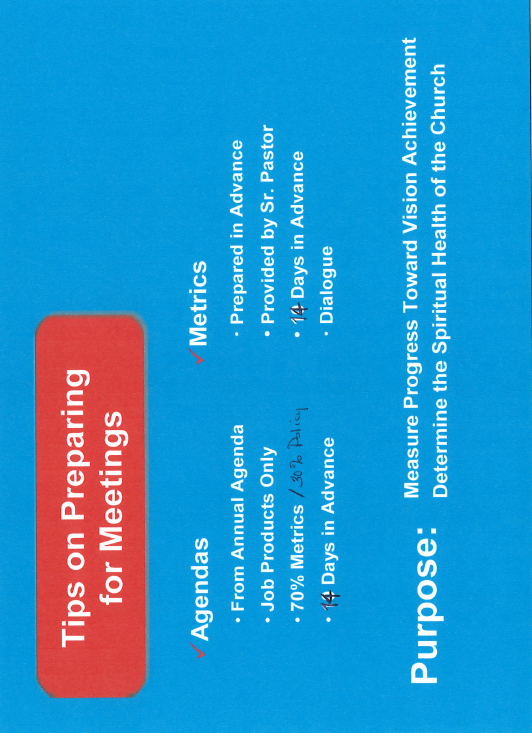 Tips on Preparing
for Meetings
✓Agendas
• From Annual Agenda
• Job Products Only
• 70% Metrics / 30% Policy
• 14 Days in Advance
✓Metrics
• Prepared in Advance
• Provided by Sr. Pastor
• 14 Days in Advance
• Dialogue
Purpose: Measure Progress Toward Vision Achievement
Determine the Spiritual Health of the Church